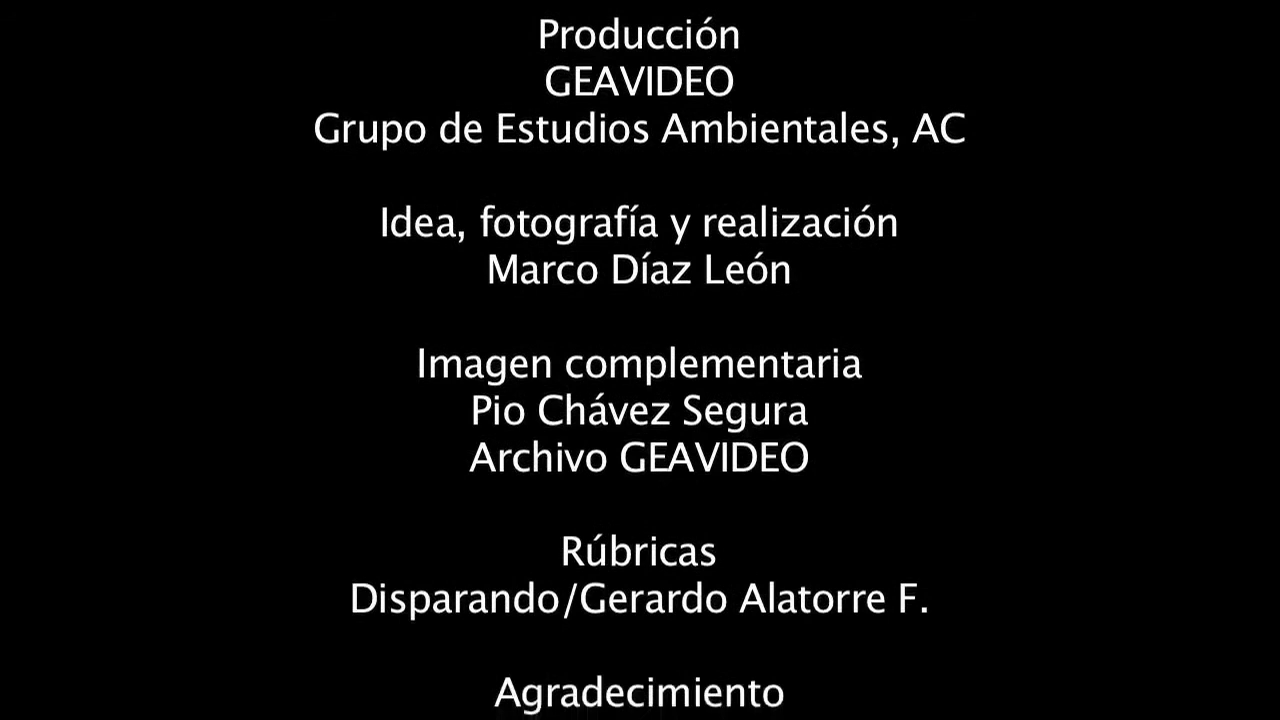 Producción
GEAVIDEO
Grupo de Estudios Ambientales, AC
Idea, fotografía y realización
Marco Díaz León
Imagen complementaria
Pio Chávez Segura
Archivo GEAVIDEO
Rúbricas
Disparando/Gerardo Alatorre F.
Agradecimiento